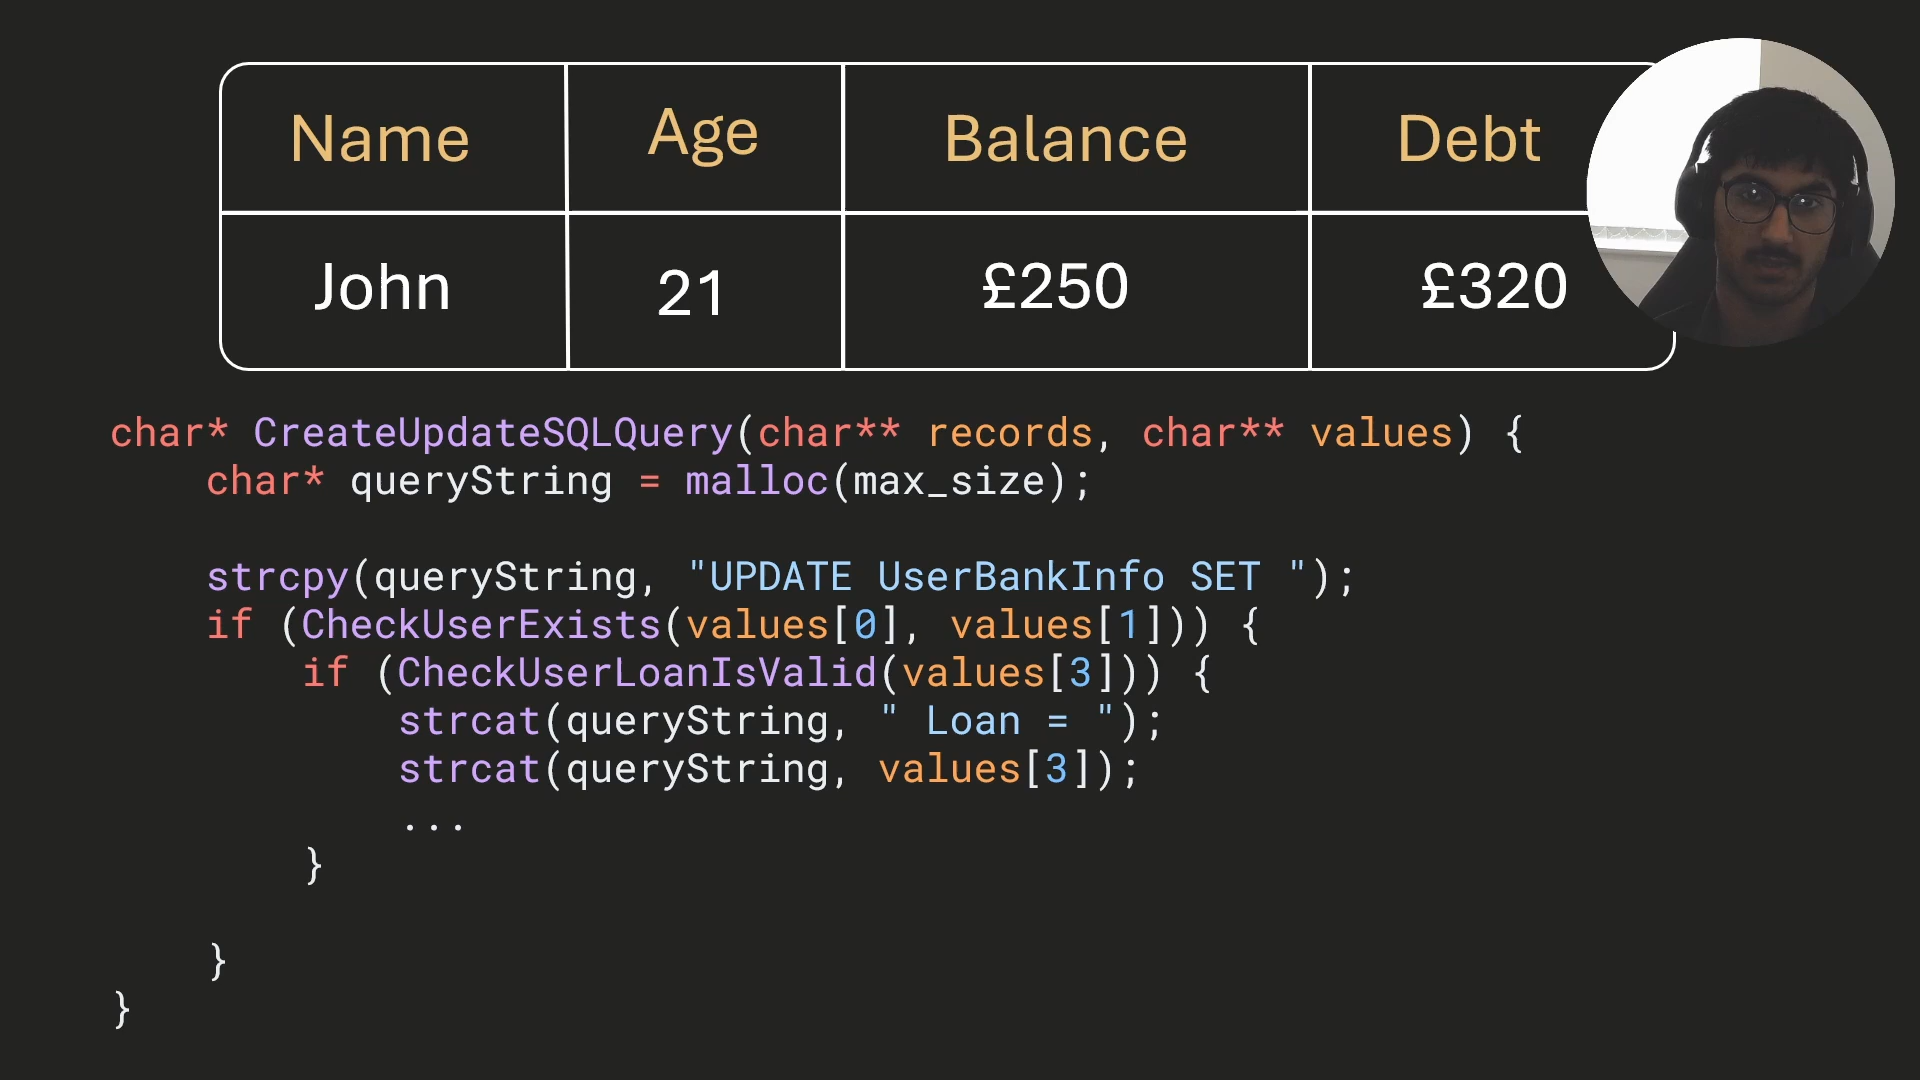 Name Age Balance Debt
John 21 £250 £320
char* CreateUpdateSQLQuery(char** records, char** values) {
    char* queryString = malloc(max_size);
    strcpy(queryString, "UPDATE UserBankInfo SET ");
    if (CheckUserExists(values[0], values[1])) {
        if (CheckUserLoanIsValid(values[3])) {
            strcat(queryString, " Loan = ");
            strcat(queryString, values[3]);
            ...
        }
    }
}